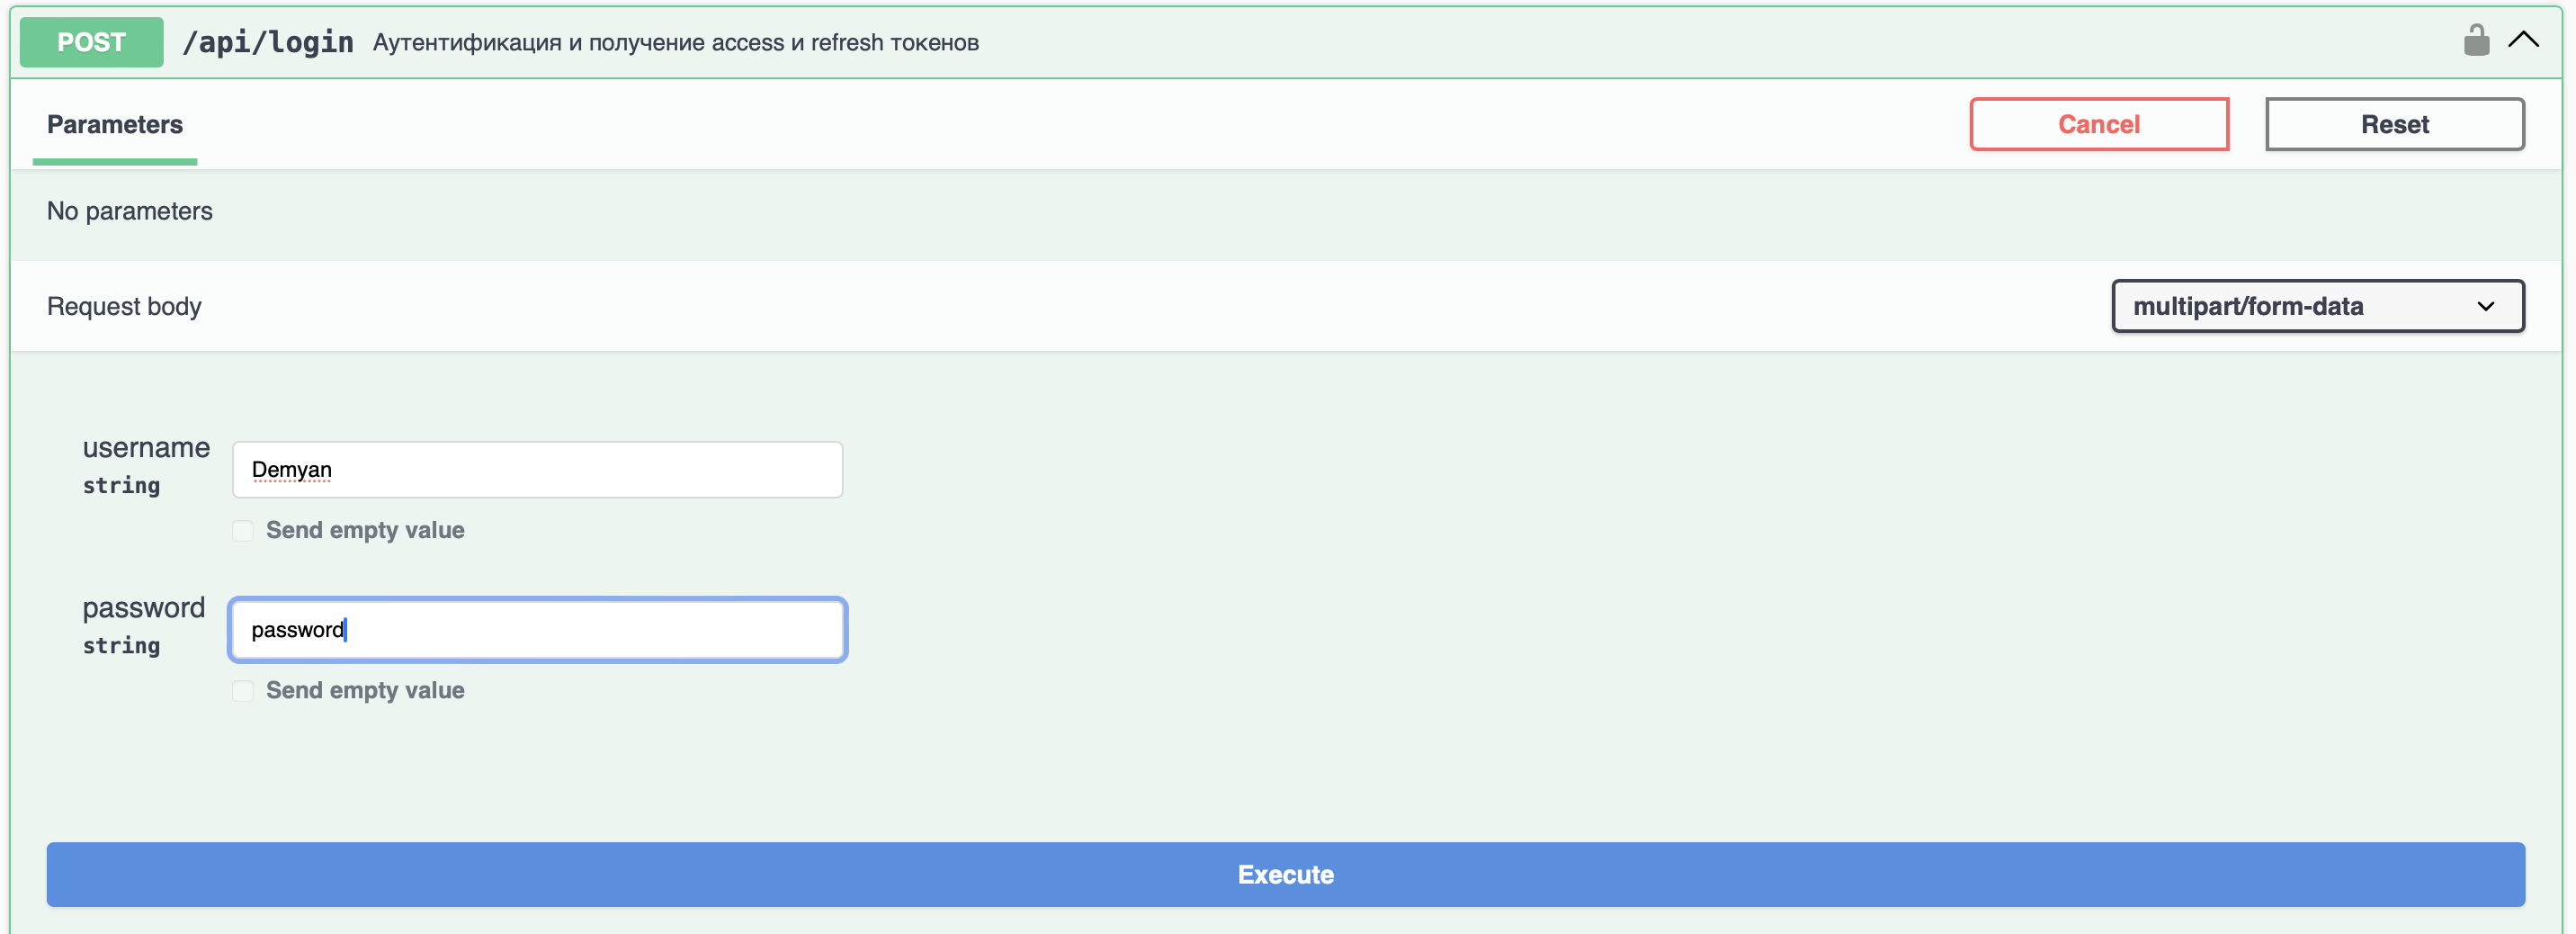 POST /api/login Аутентификация и получение access и refresh токенов
Parameters
Cancel
Reset
No parameters
Request body
multipart/form-data
username
string
Demyan
Send empty value
password
string
password
Send empty value
Execute